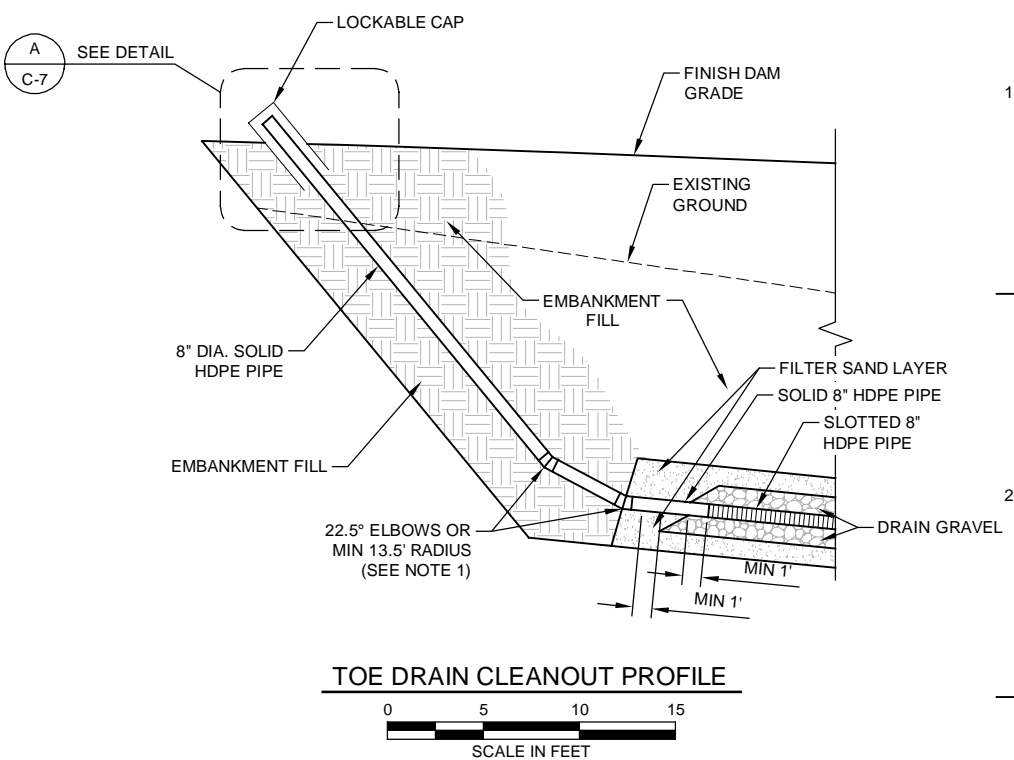 LOCKABLE CAP
A
C-7
SEE DETAIL
FINISH DAM
GRADE
1
EXISTING
GROUND
EMBANKMENT
FILL
8" DIA. SOLID
HDPE PIPE
FILTER SAND LAYER
SOLID 8" HDPE PIPE
SLOTTED 8"
HDPE PIPE
EMBANKMENT FILL
2
DRAIN GRAVEL
22.5° ELBOWS OR
MIN 13.5' RADIUS
(SEE NOTE 1)
MIN 1'
MIN 1'
TOE DRAIN CLEANOUT PROFILE
0 5 10 15
SCALE IN FEET